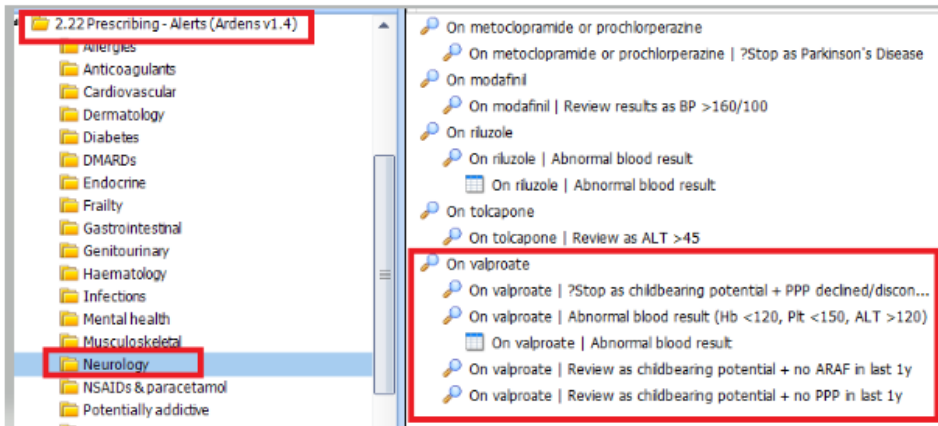 2.22 Prescribing - Alerts (Ardens v1.4)
Allergies
Anticoagulants
Cardiovascular
Dermatology
Diabetes
DMARDs
Endocrine
Frailty
Gastrointestinal
Genitourinary
Haematology
Infections
Mental health
Musculoskeletal
Neurology
NSAIDs & paracetamol
Potentially addictive
On metoclopramide or prochlorperazine
On metoclopramide or prochlorperazine | ?Stop as Parkinson's Disease
On modafinil
On modafinil | Review results as BP >160/100
On riluzole
On riluzole | Abnormal blood result
On riluzole | Abnormal blood result
On tolcapone
On tolcapone | Review as ALT >45
On valproate
On valproate | ?Stop as childbearing potential + PPP declined/discon...
On valproate | Abnormal blood result (Hb <120, Plt <150, ALT >120)
On valproate | Abnormal blood result
On valproate | Review as childbearing potential + no ARAF in last 1y
On valproate | Review as childbearing potential + no PPP in last 1y